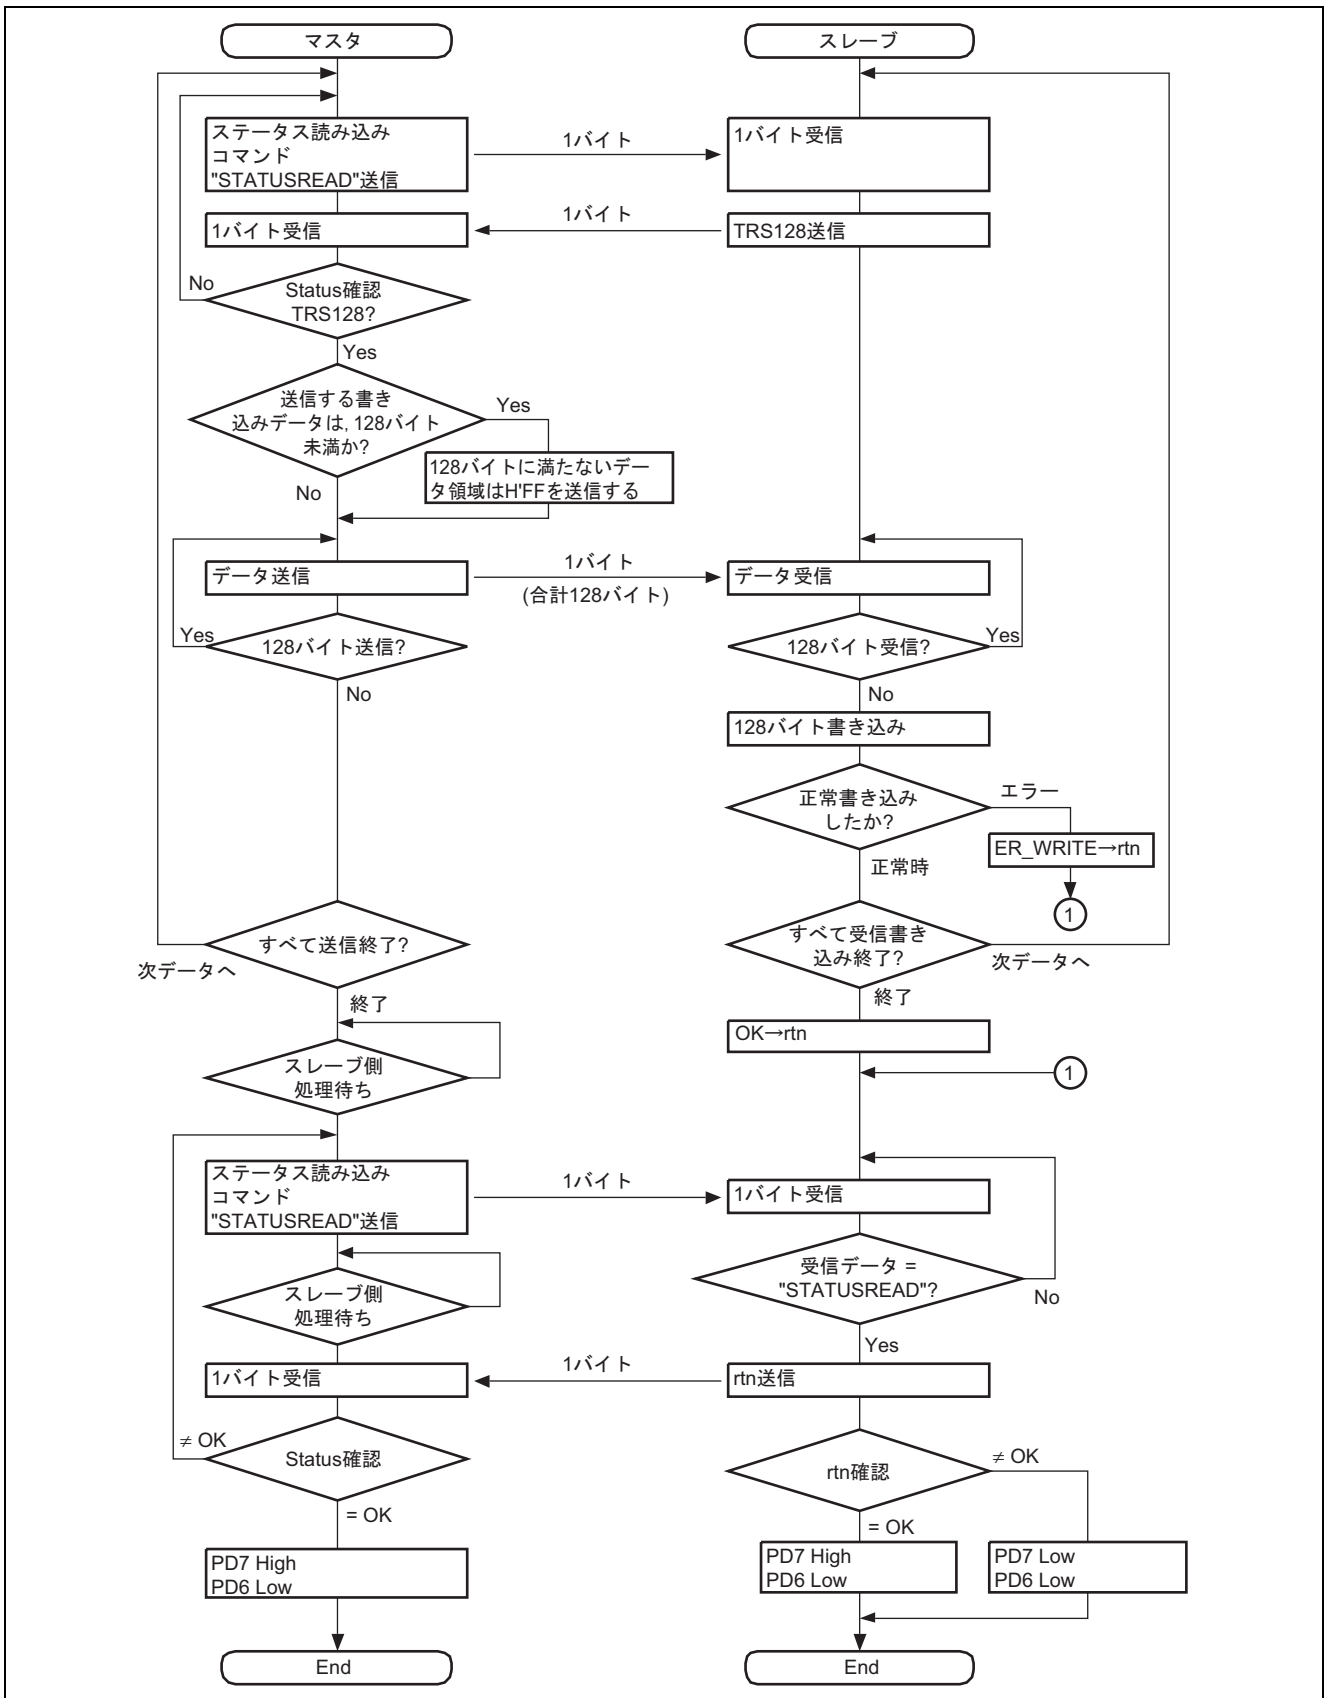 マスタ
スレーブ
ステータス読み込み
コマンド
"STATUSREAD"送信
1バイト
1バイト受信
1バイト受信
1バイト
TRS128送信
No
Status確認
TRS128?
Yes
送信する書き
込みデータは, 128バイト
未満か?
Yes
128バイトに満たないデー
タ領域はH'FFを送信する
No
データ送信
1バイト
(合計128バイト)
データ受信
Yes
128バイト送信?
128バイト受信?
Yes
No
No
128バイト書き込み
正常書き込み
したか?
エラー
ER_WRITE→rtn
正常時
1
すべて送信終了?
次データへ
すべて受信書き
込み終了?
次データへ
終了
終了
OK→rtn
スレーブ側
処理待ち
1
ステータス読み込み
コマンド
"STATUSREAD"送信
1バイト
1バイト受信
スレーブ側
処理待ち
受信データ =
"STATUSREAD"?
No
Yes
1バイト受信
1バイト
rtn送信
≠ OK
Status確認
rtn確認
≠ OK
= OK
= OK
PD7 High
PD6 Low
PD7 High
PD6 Low
PD7 Low
PD6 Low
End
End